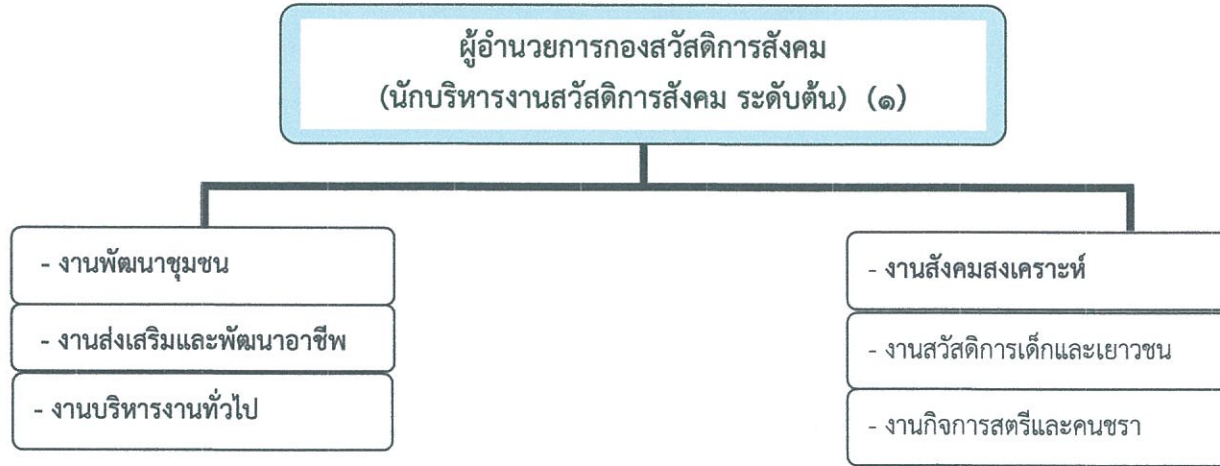 ผู้อำนวยการกองสวัสดิการสังคม
(นักบริหารงานสวัสดิการสังคม ระดับต้น) (๑)
- งานพัฒนาชุมชน
- งานส่งเสริมและพัฒนาอาชีพ
- งานบริหารงานทั่วไป
- งานสังคมสงเคราะห์
- งานสวัสดิการเด็กและเยาวชน
- งานกิจการสตรีและคนชรา